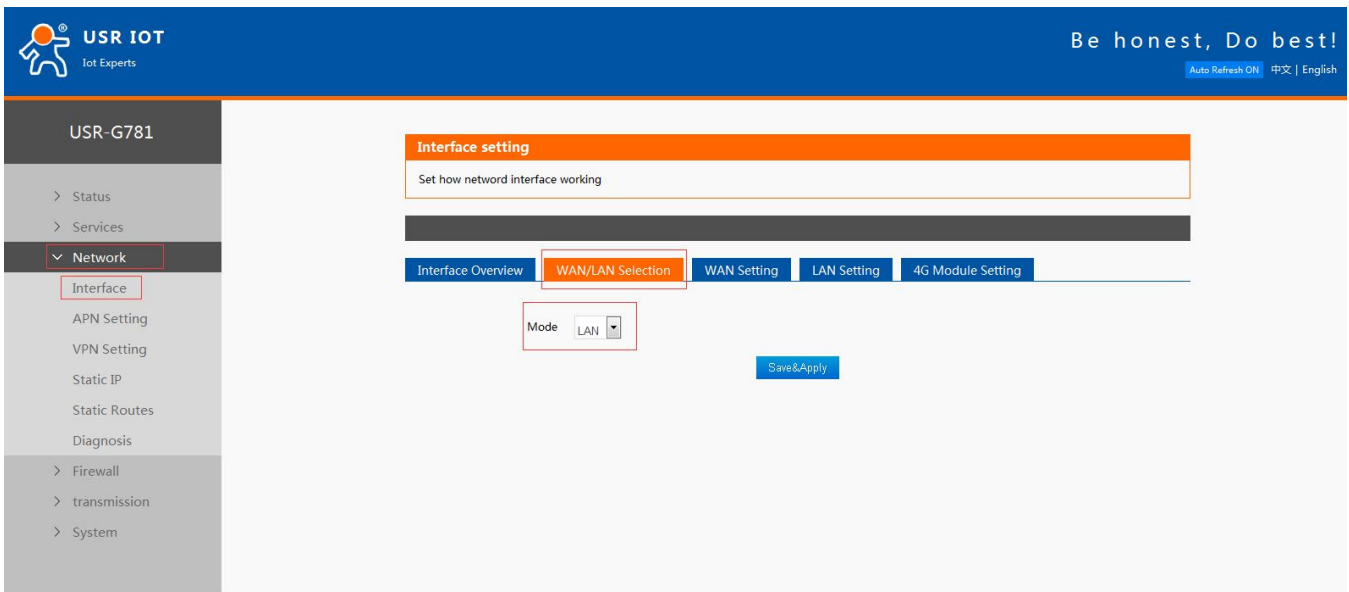 USR IOT
Iot Experts
Be honest, Do best!
Auto Refresh ON 中文 | English
USR-G781
Status
Services
Network
Interface
APN Setting
VPN Setting
Static IP
Static Routes
Diagnosis
Firewall
transmission
System
Interface setting
Set how netword interface working
Interface Overview WAN/LAN Selection WAN Setting LAN Setting 4G Module Setting
Mode LAN
Save&Apply